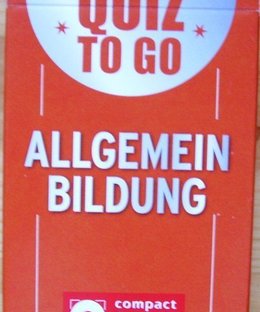 QUIZ
TO GO
ALLGEMEIN
BILDUNG
compact